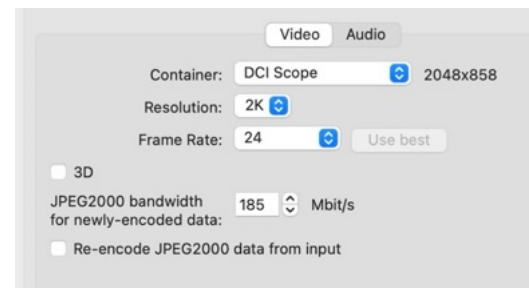 Video Audio
Container: DCI Scope 2048x858
Resolution: 2K
Frame Rate: 24 Use best
3D
JPEG2000 bandwidth
for newly-encoded data: 185 Mbit/s
Re-encode JPEG2000 data from input